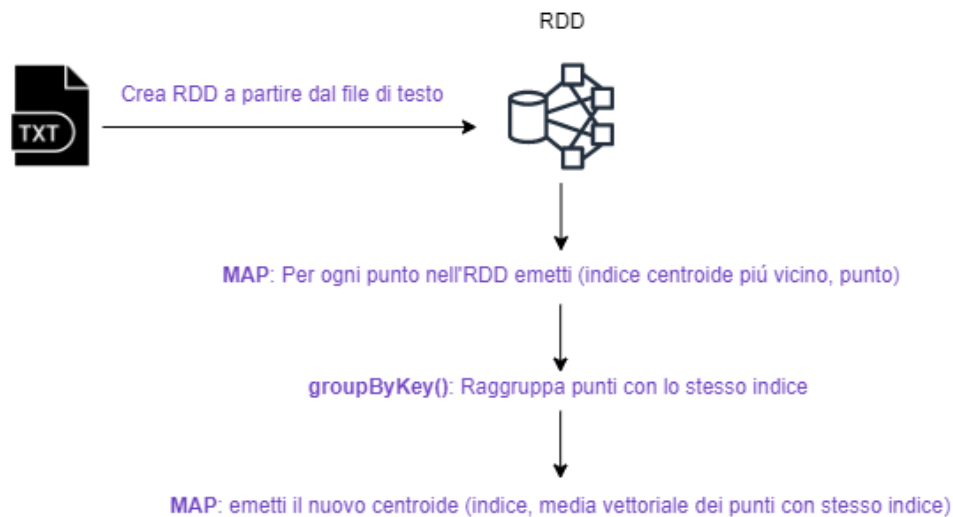 RDD
Crea RDD a partire dal file di testo
TXT
MAP: Per ogni punto nell'RDD emetti (indice centroide piú vicino, punto)
groupByKey(): Raggruppa punti con lo stesso indice
MAP: emetti il nuovo centroide (indice, media vettoriale dei punti con stesso indice)